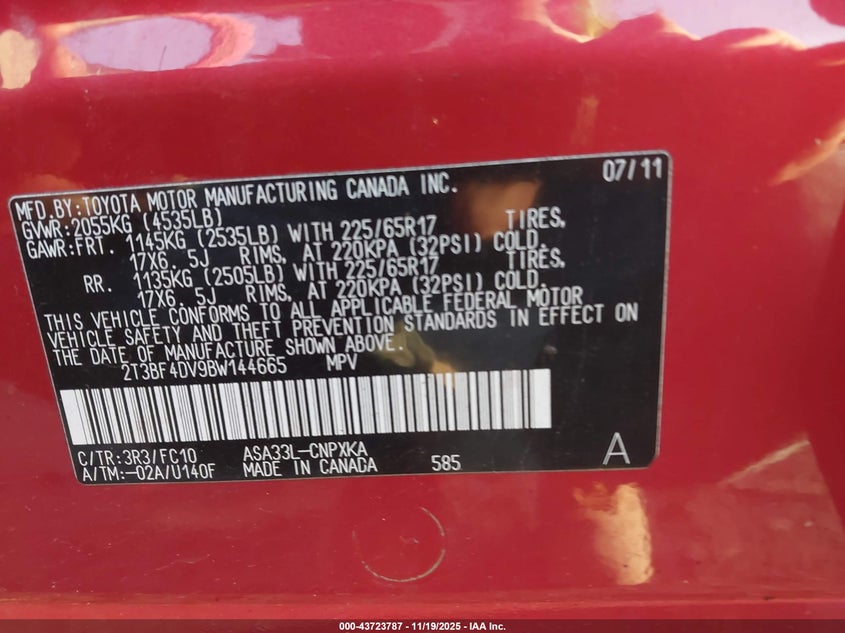 07/11
MFD.BY:TOYOTA MOTOR MANUFACTURING CANADA INC.
GVWR:2055KG (4535LB)
GAWR:FRT. 1145KG (2535LB) WITH 225/65R17 TIRES,
17X6. 5J RIMS, AT 220KPA (32PSI) COLD.
RR. 1135KG (2505LB) WITH 225/65R17 TIRES,
17X6. 5J RIMS, AT 220KPA (32PSI) COLD.
THIS VEHICLE CONFORMS TO ALL APPLICABLE FEDERAL MOTOR
VEHICLE SAFETY AND THEFT PREVENTION STANDARDS IN EFFECT ON
THE DATE OF MANUFACTURE SHOWN ABOVE.
2T3BF4DV9BW144665 MPV
C/TR:3R3/FC10 ASA33L-CNPXKA
A/TM:-02A/U140F MADE IN CANADA 585 A
000-43723787 - 11/19/2025 - IAA Inc.